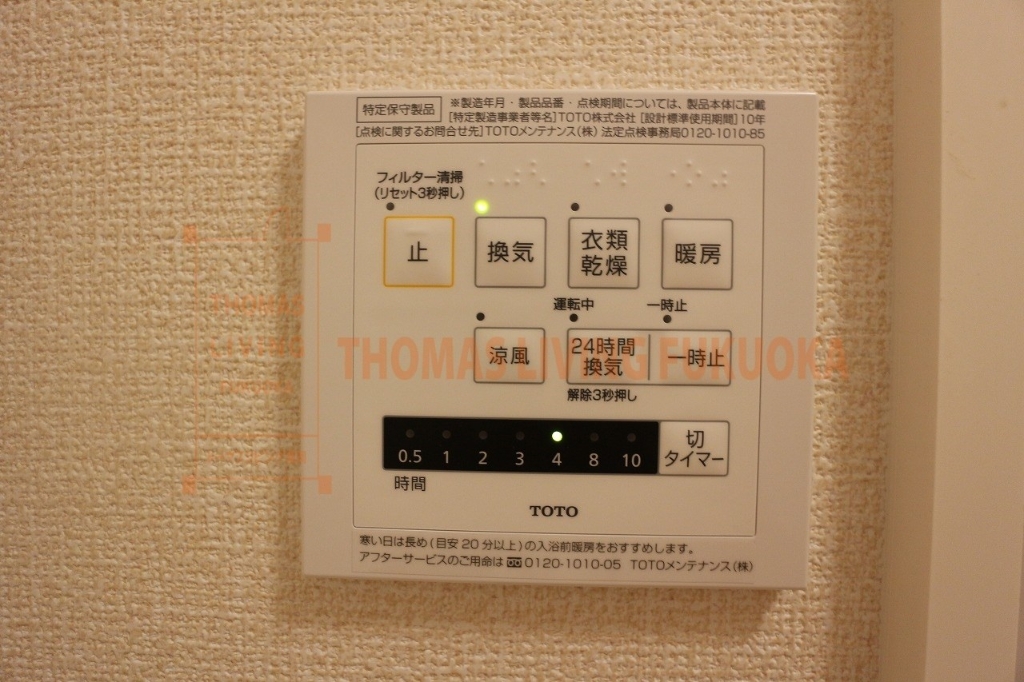 特定保守製品
※製造年月・製品品番・点検期間については、製品本体に記載
[特定製造事業者等名]TOTO株式会社 [設計標準使用期間]10年
[点検に関するお問合せ先]TOTOメンテナンス(株) 法定点検事務局0120-1010-85
フィルター清掃
(リセット3秒押し)
止 換気 衣類乾燥 暖房
運転中 一時止
涼風 24時間換気 一時止
THOMAS LIVING FUKUOKA
THOMAS
LIVING
解除3秒押し
0.5 1 2 3 4 8 10 切タイマー
時間
TOTO
寒い日は長め(目安20分以上)の入浴前暖房をおすすめします。
アフターサービスのご用命は 0120-1010-05 TOTOメンテナンス(株)